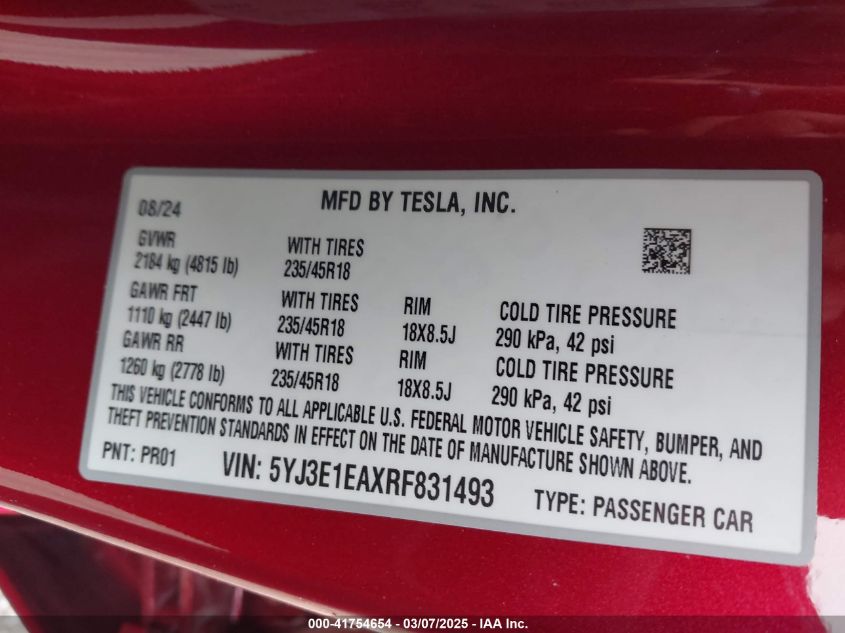 08/24
MFD BY TESLA, INC.
GVWR
2184 kg (4815 lb)
WITH TIRES
235/45R18
GAWR FRT
1110 kg (2447 lb)
WITH TIRES
235/45R18
RIM
18X8.5J
COLD TIRE PRESSURE
290 kPa, 42 psi
GAWR RR
1260 kg (2778 lb)
WITH TIRES
235/45R18
RIM
18X8.5J
COLD TIRE PRESSURE
290 kPa, 42 psi
THIS VEHICLE CONFORMS TO ALL APPLICABLE U.S. FEDERAL MOTOR VEHICLE SAFETY, BUMPER, AND
THEFT PREVENTION STANDARDS IN EFFECT ON THE DATE OF MANUFACTURE SHOWN ABOVE.
PNT: PR01
VIN: 5YJ3E1EAXRF831493
TYPE: PASSENGER CAR
000-41754654 - 03/07/2025 - IAA Inc.